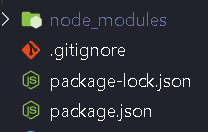 node_modules
.gitignore
package-lock.json
package.json